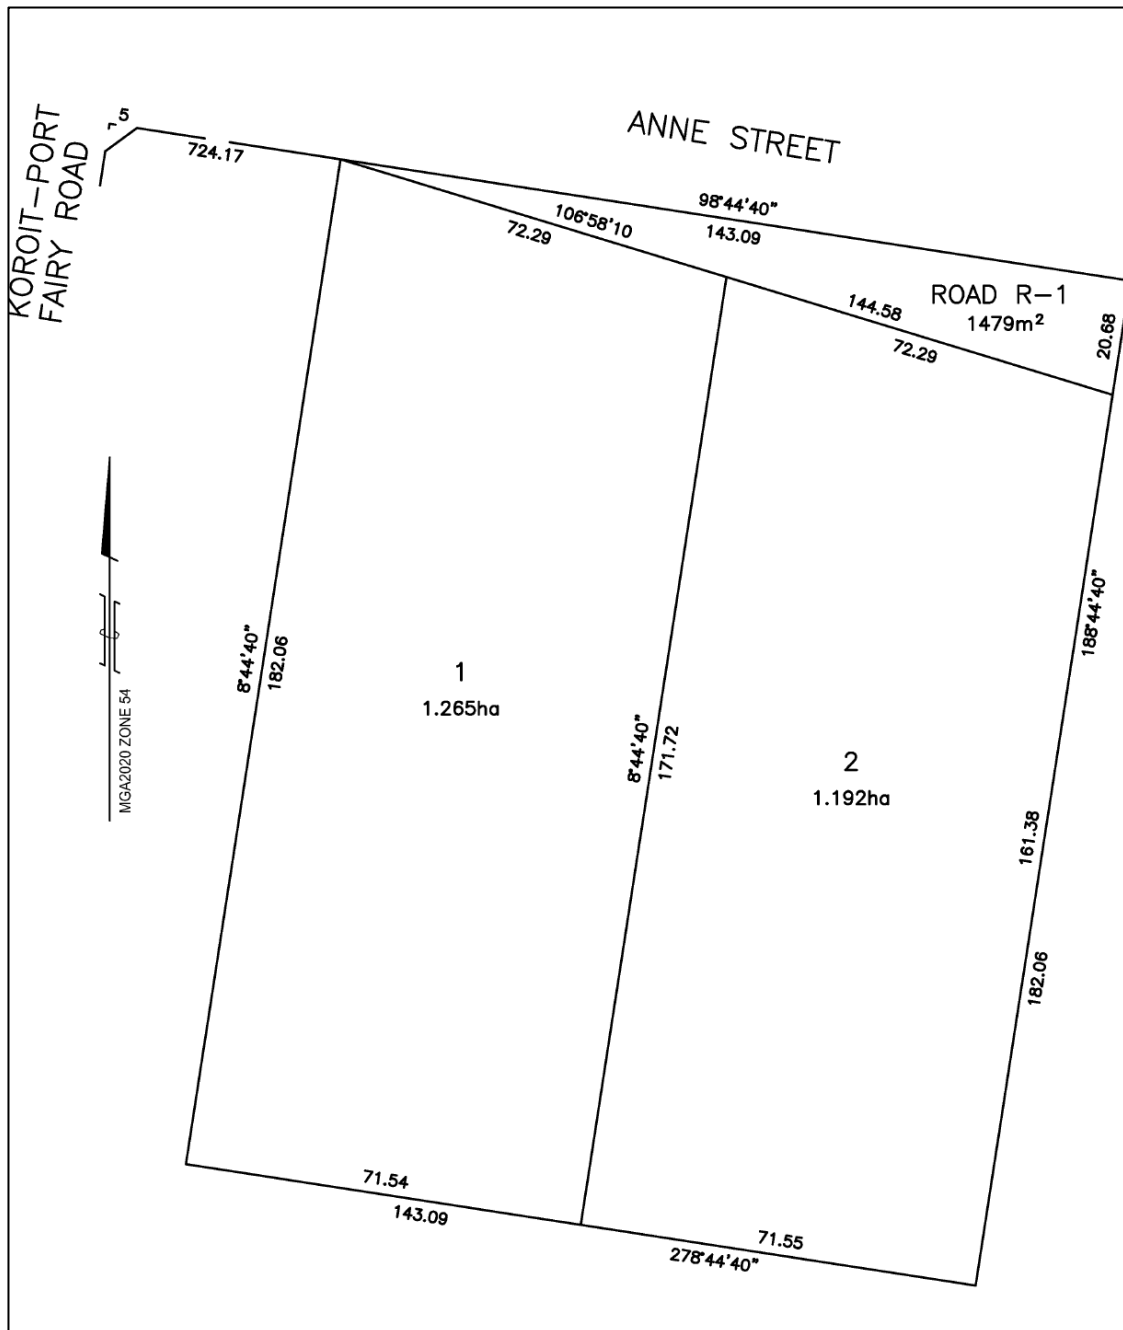 5
KOROIT-PORT
FAIRY ROAD
724.17
ANNE STREET
98°44'40"
143.09
106°58'10
72.29
144.58
72.29
ROAD R-1
1479m²
20.68
188°44'40"
8°44'40"
182.06
1
1.265ha
8°44'40"
171.72
2
1.192ha
161.38
182.06
MGA2020 ZONE 54
71.54
143.09
71.55
278°44'40"